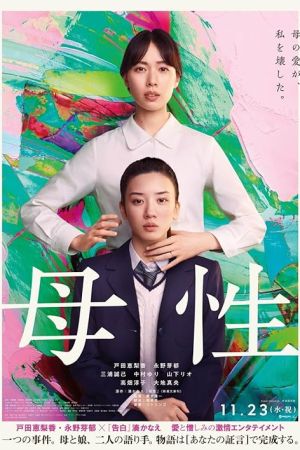 母の愛が、
私を壊した。
母性
戸田恵梨香 永野芽郁
三浦誠己 中村ゆり 山下リオ
高畑淳子 大地真央
11.23(水・祝)
戸田恵梨香・永野芽郁×【告白】湊かなえ 愛と憎しみの激情エンタテイメント
一つの事件。母と娘、二人の語り手。物語は[あなたの証言]で完成する。